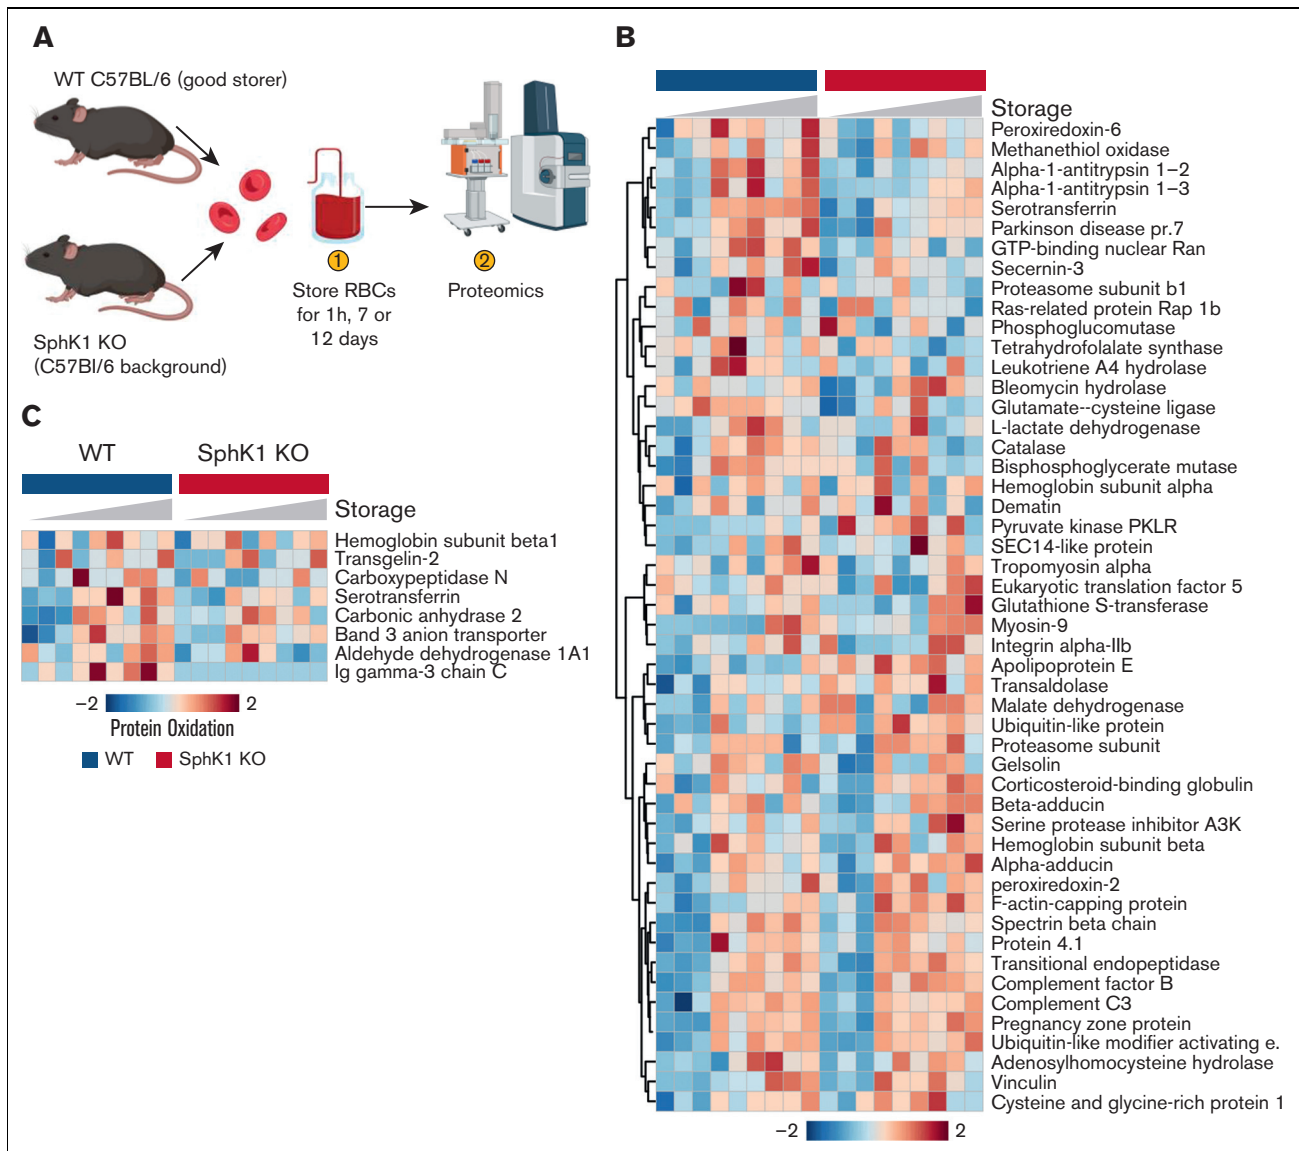 A
WT C57BL/6 (good storer)
SphK1 KO
(C57Bl/6 background)
1
Store RBCs
for 1h, 7 or
12 days
2
Proteomics
B
Storage
Peroxiredoxin-6
Methanethiol oxidase
Alpha-1-antitrypsin 1–2
Alpha-1-antitrypsin 1–3
Serotransferrin
Parkinson disease pr.7
GTP-binding nuclear Ran
Secernin-3
Proteasome subunit b1
Ras-related protein Rap 1b
Phosphoglucomutase
Tetrahydrofolalate synthase
Leukotriene A4 hydrolase
Bleomycin hydrolase
Glutamate--cysteine ligase
L-lactate dehydrogenase
Catalase
Bisphosphoglycerate mutase
Hemoglobin subunit alpha
Dematin
Pyruvate kinase PKLR
SEC14-like protein
Tropomyosin alpha
Eukaryotic translation factor 5
Glutathione S-transferase
Myosin-9
Integrin alpha-IIb
Apolipoprotein E
Transaldolase
Malate dehydrogenase
Ubiquitin-like protein
Proteasome subunit
Gelsolin
Corticosteroid-binding globulin
Beta-adducin
Serine protease inhibitor A3K
Hemoglobin subunit beta
Alpha-adducin
peroxiredoxin-2
F-actin-capping protein
Spectrin beta chain
Protein 4.1
Transitional endopeptidase
Complement factor B
Complement C3
Pregnancy zone protein
Ubiquitin-like modifier activating e.
Adenosylhomocysteine hydrolase
Vinculin
Cysteine and glycine-rich protein 1
−2 2
C
WT SphK1 KO
Storage
Hemoglobin subunit beta1
Transgelin-2
Carboxypeptidase N
Serotransferrin
Carbonic anhydrase 2
Band 3 anion transporter
Aldehyde dehydrogenase 1A1
Ig gamma-3 chain C
−2 2
Protein Oxidation
WT SphK1 KO